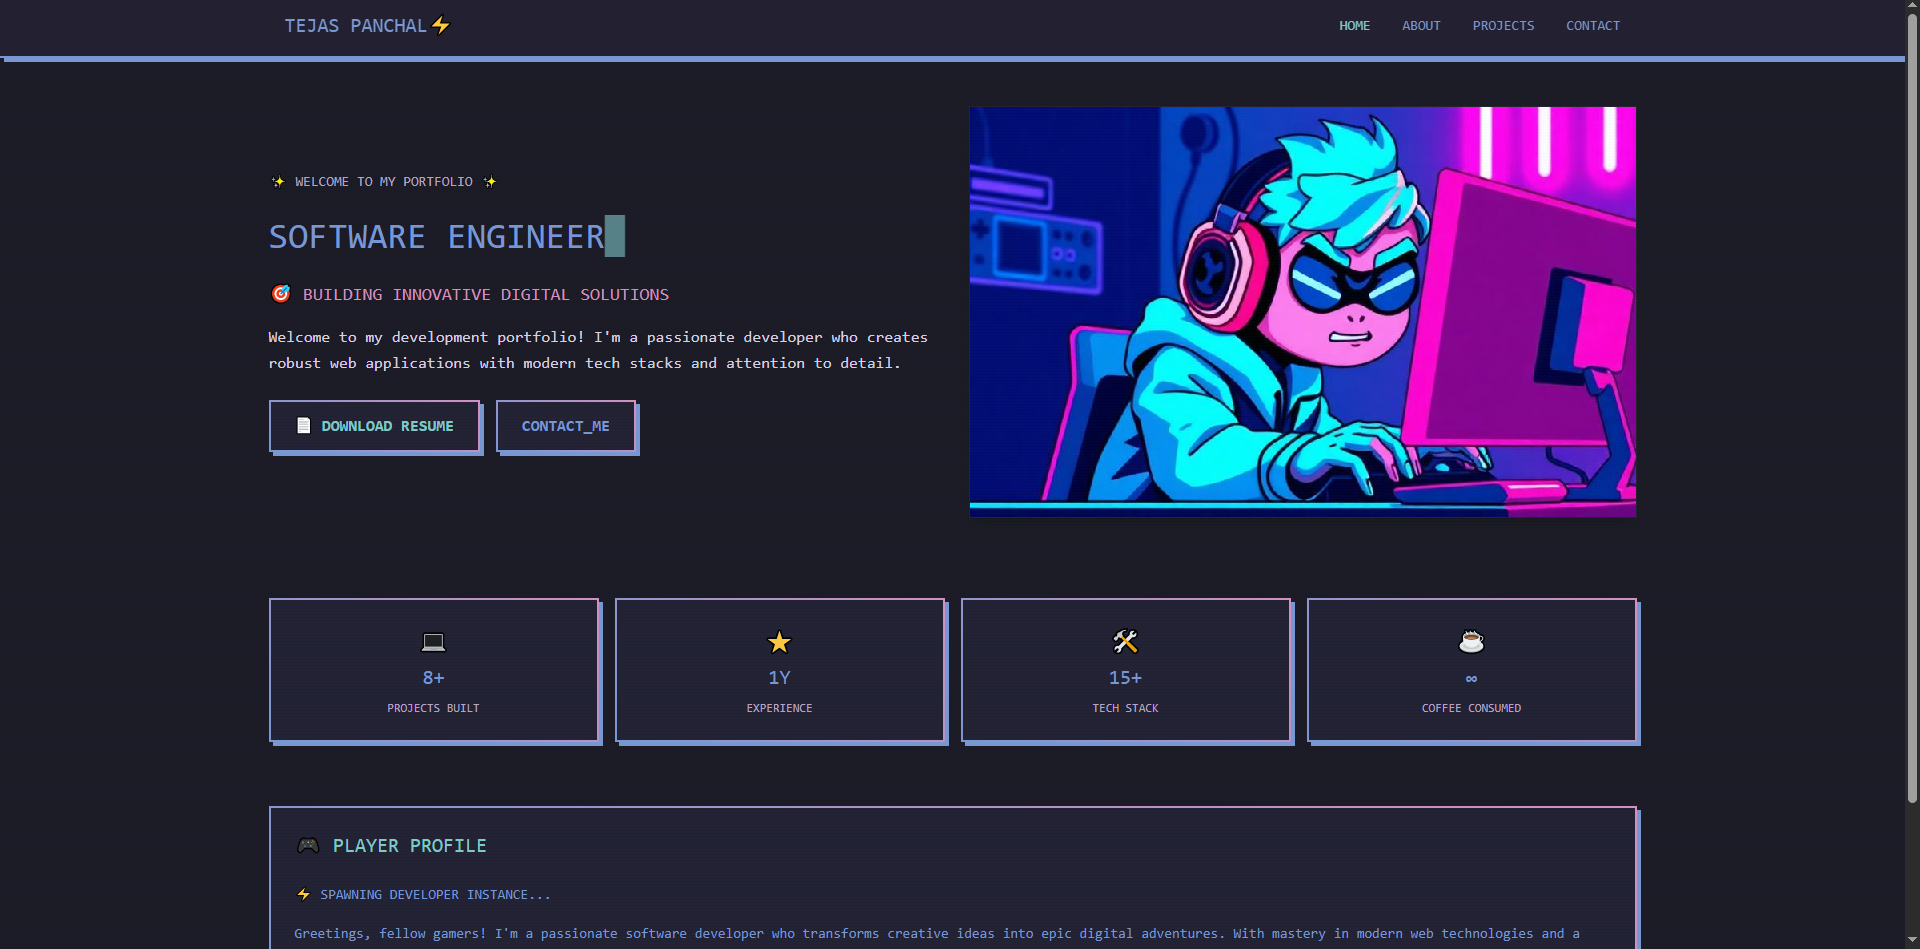 TEJAS PANCHAL⚡
HOME ABOUT PROJECTS CONTACT
✨ WELCOME TO MY PORTFOLIO ✨
SOFTWARE ENGINEER
🎯 BUILDING INNOVATIVE DIGITAL SOLUTIONS
Welcome to my development portfolio! I'm a passionate developer who creates
robust web applications with modern tech stacks and attention to detail.
📄 DOWNLOAD RESUME
CONTACT_ME
8+
PROJECTS BUILT
1Y
EXPERIENCE
15+
TECH STACK
∞
COFFEE CONSUMED
🎮 PLAYER PROFILE
⚡ SPAWNING DEVELOPER INSTANCE...
Greetings, fellow gamers! I'm a passionate software developer who transforms creative ideas into epic digital adventures. With mastery in modern web technologies and a